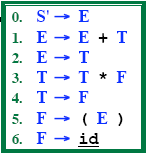 0. S' → E
1. E → E + T
2. E → T
3. T → T * F
4. T → F
5. F → ( E )
6. F → id